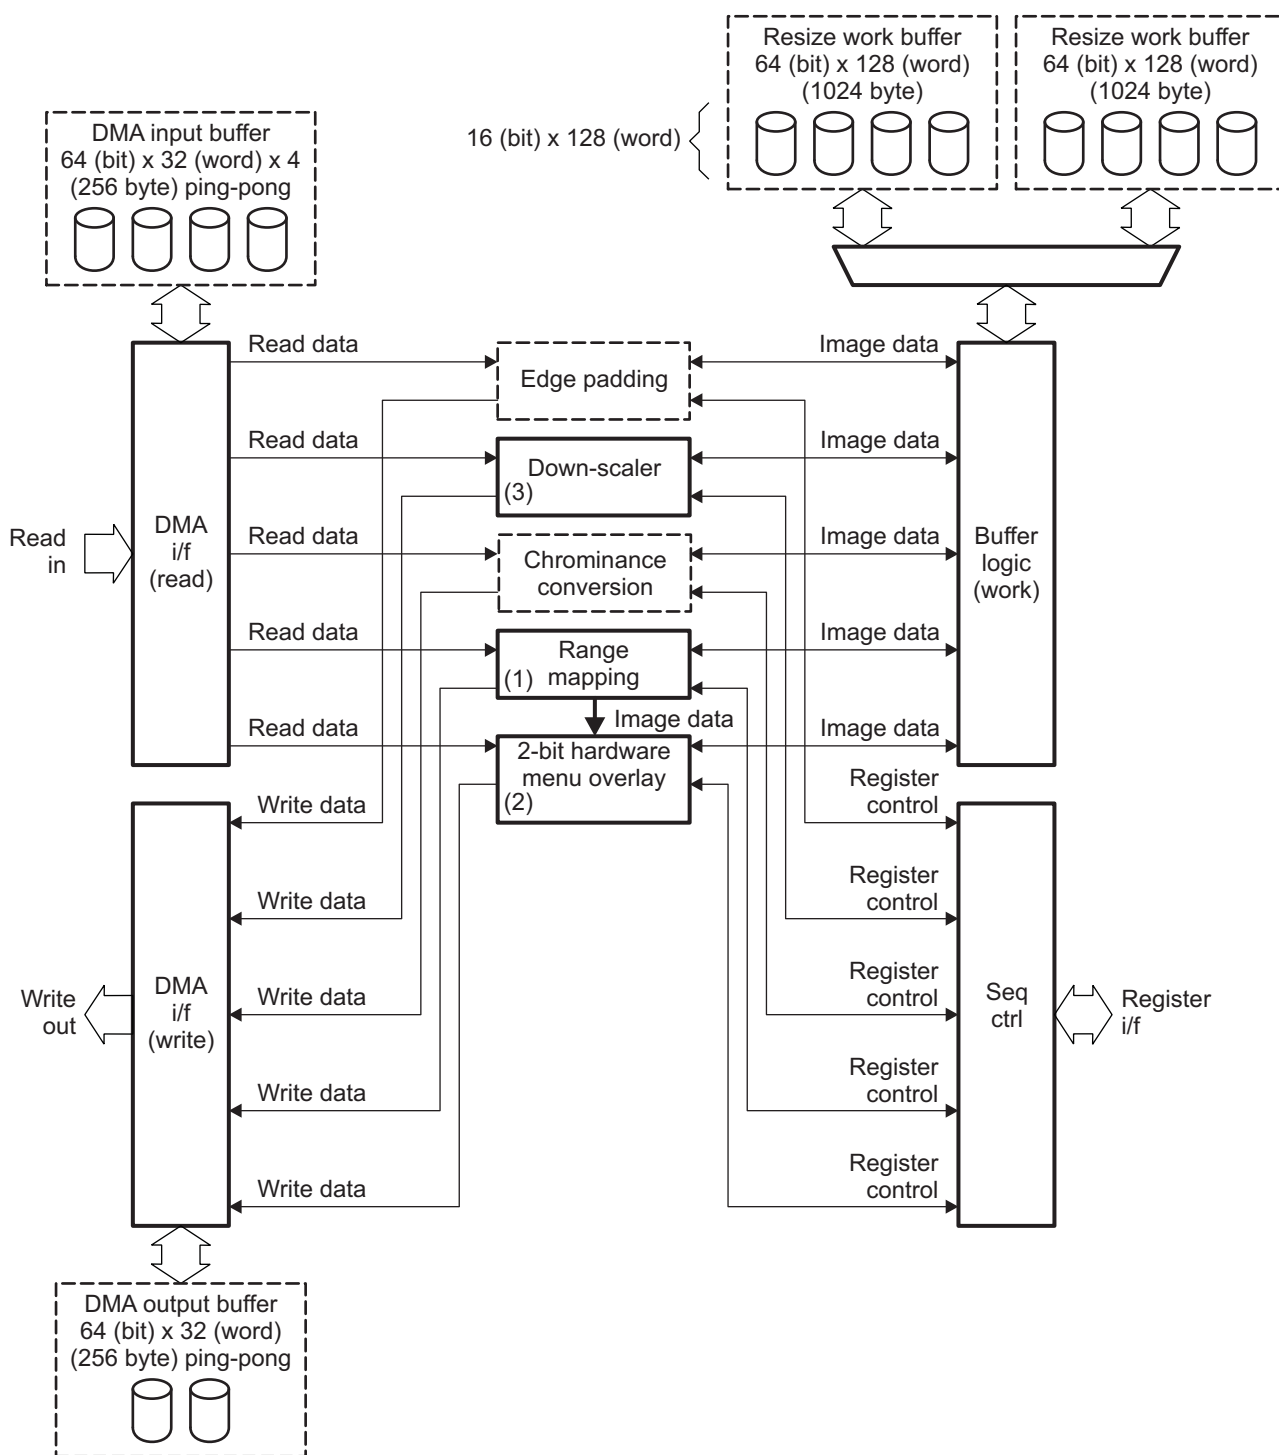 Resize work buffer
64 (bit) x 128 (word)
(1024 byte)
Resize work buffer
64 (bit) x 128 (word)
(1024 byte)
16 (bit) x 128 (word)
DMA input buffer
64 (bit) x 32 (word) x 4
(256 byte) ping-pong
Read data
Edge padding
Image data
Read data
Down-scaler
(3)
Image data
Read
in
DMA
i/f
(read)
Read data
Chrominance
conversion
Image data
Buffer
logic
(work)
Read data
Range
mapping
(1)
Image data
Image data
Read data
2-bit hardware
menu overlay
(2)
Image data
Write data
Register
control
Write data
Register
control
Write
out
DMA
i/f
(write)
Write data
Register
control
Seq
ctrl
Register
i/f
Write data
Register
control
Write data
Register
control
DMA output buffer
64 (bit) x 32 (word)
(256 byte) ping-pong